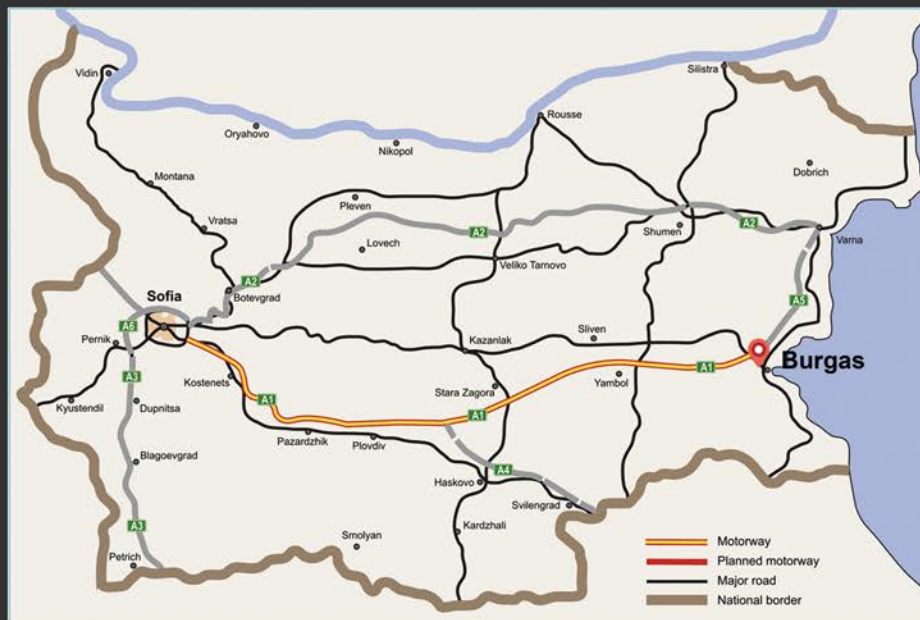 Vidin
Silistra
Rousse
Oryahovo
Nikopol
Dobrich
Montana
Pleven
Vratsa
A2
A2
Shumen
Lovech
Varna
Veliko Tarnovo
A2
Botevgrad
Sofia
A5
A6
Sliven
Pernik
Kazanlak
Burgas
A3
Kostenets
A1
Yambol
Stara Zagora
Kyustendil
Dupnitsa
A1
A1
Pazardzhik
Plovdiv
Blagoevgrad
A4
Haskovo
Svilengrad
A3
Kardzhali
Smolyan
Petrich
Motorway
Planned motorway
Major road
National border